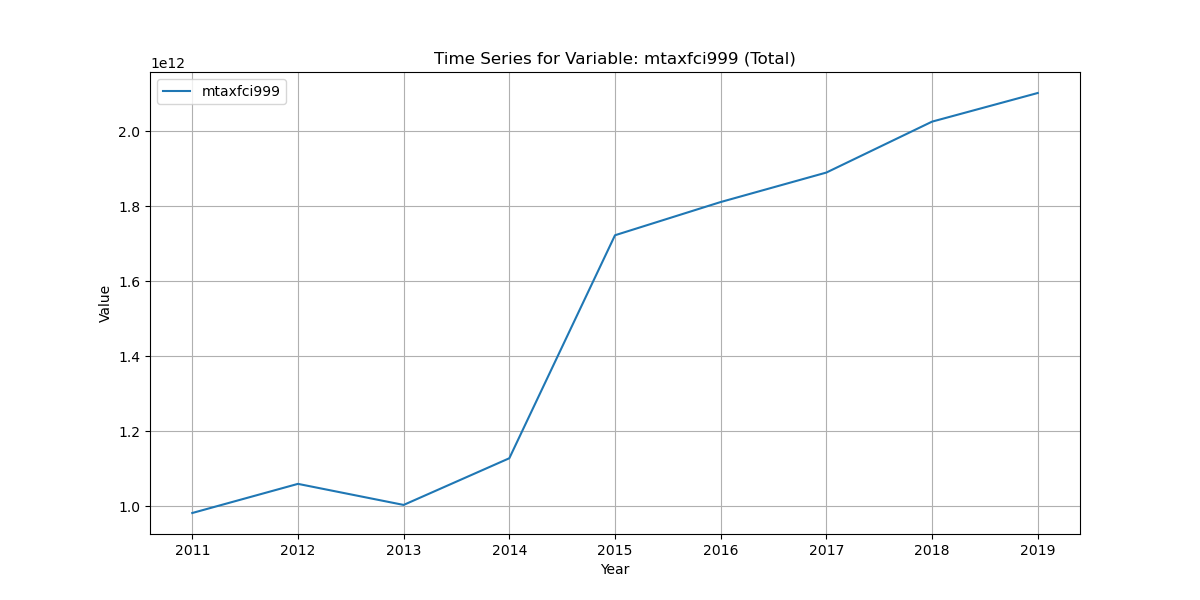 Time Series for Variable: mtaxfci999 (Total)
1e12
mtaxfci999
2.0
1.8
1.6
1.4
1.2
1.0
Value
2011 2012 2013 2014 2015 2016 2017 2018 2019
Year